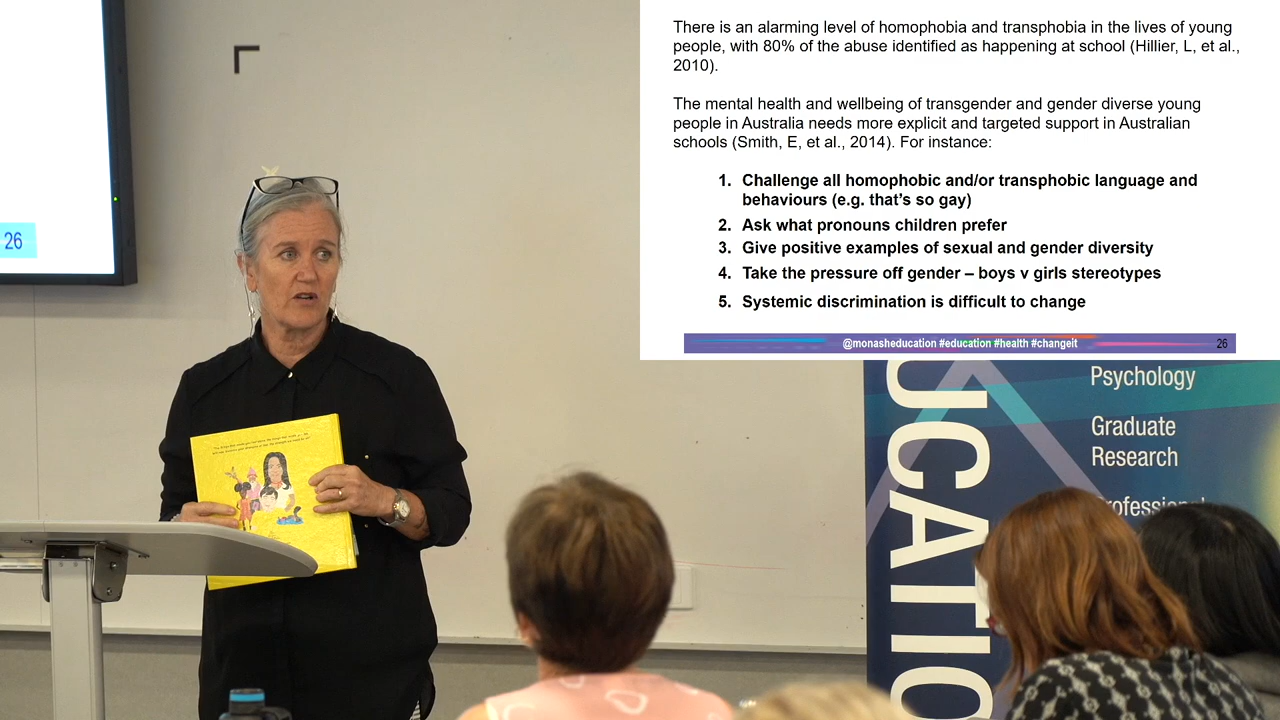 26
There is an alarming level of homophobia and transphobia in the lives of young
people, with 80% of the abuse identified as happening at school (Hillier, L, et al.,
2010).
The mental health and wellbeing of transgender and gender diverse young
people in Australia needs more explicit and targeted support in Australian
schools (Smith, E, et al., 2014). For instance:
1. Challenge all homophobic and/or transphobic language and
behaviours (e.g. that's so gay)
2. Ask what pronouns children prefer
3. Give positive examples of sexual and gender diversity
4. Take the pressure off gender – boys v girls stereotypes
5. Systemic discrimination is difficult to change
@monasheducation #education #health #changeit
26
UCATIO
Psychology
Graduate
Research